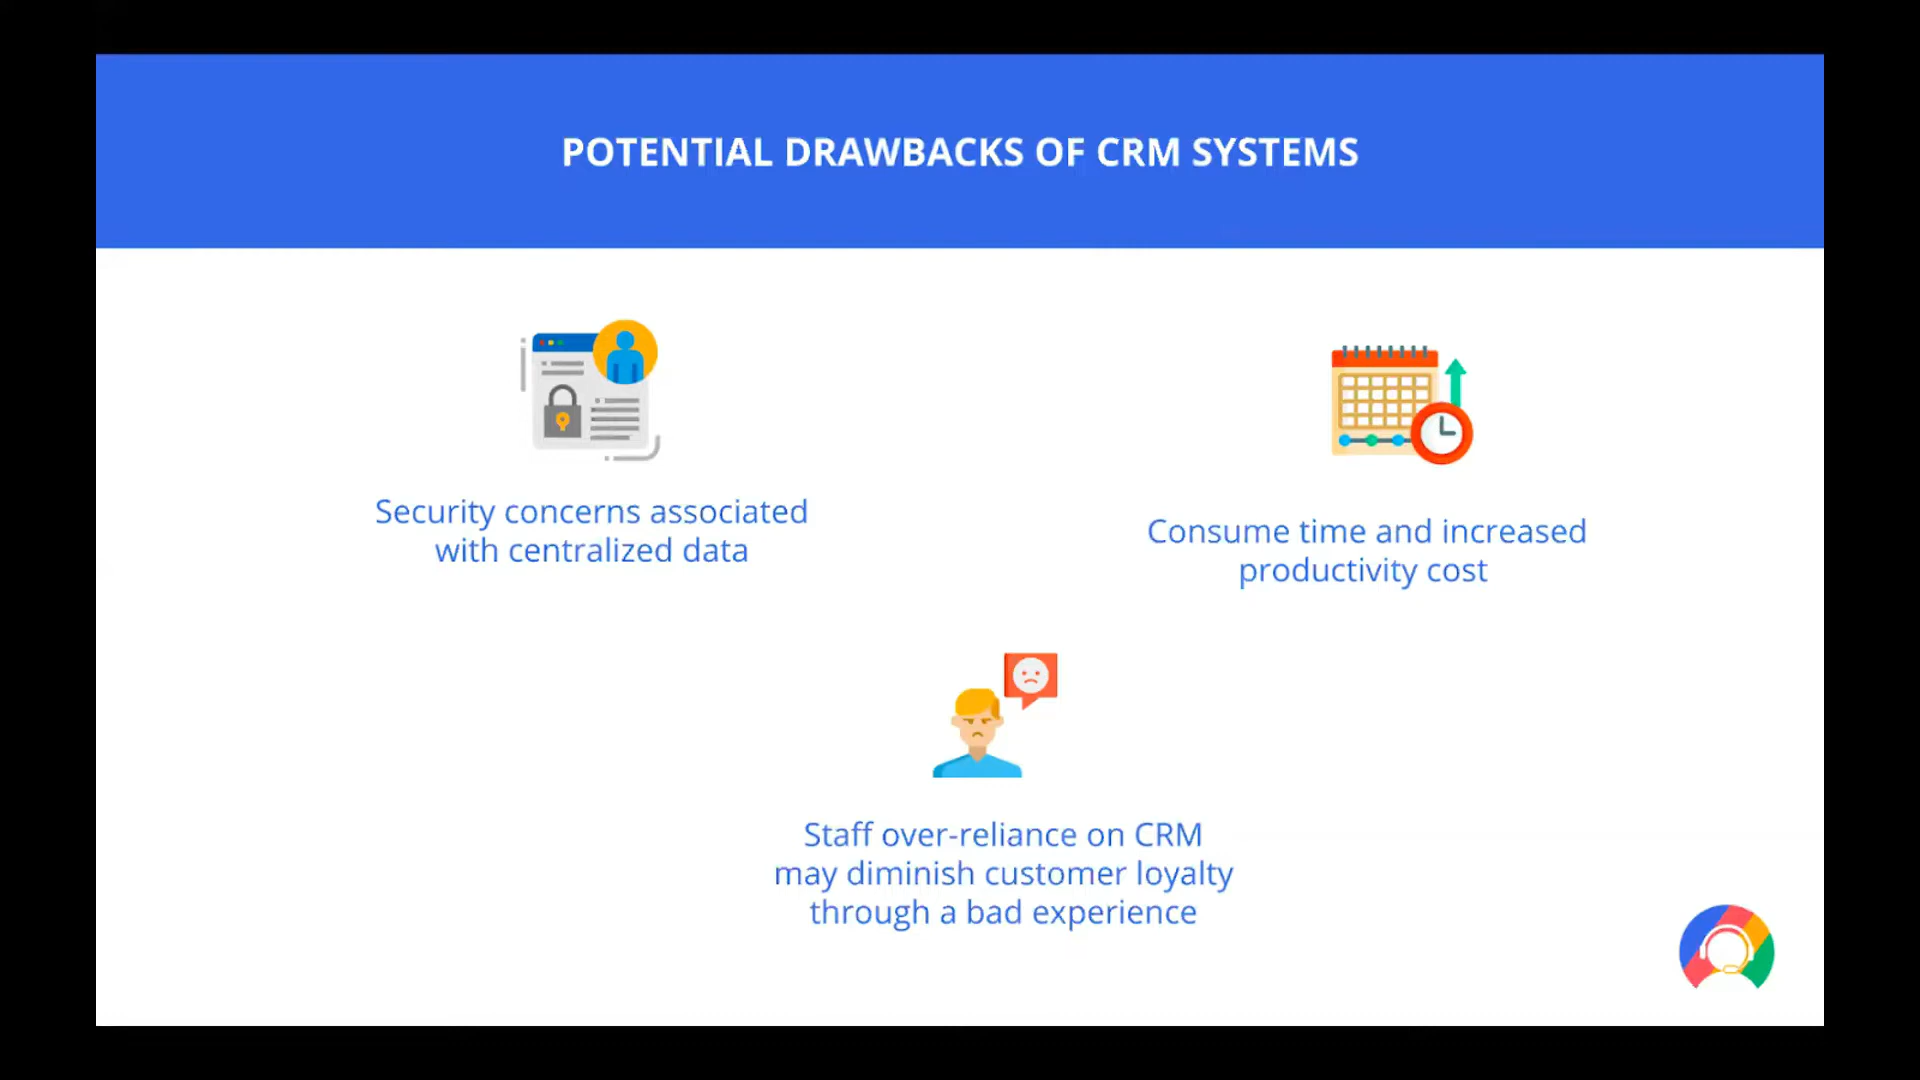 POTENTIAL DRAWBACKS OF CRM SYSTEMS
Security concerns associated
with centralized data
Consume time and increased
productivity cost
Staff over-reliance on CRM
may diminish customer loyalty
through a bad experience